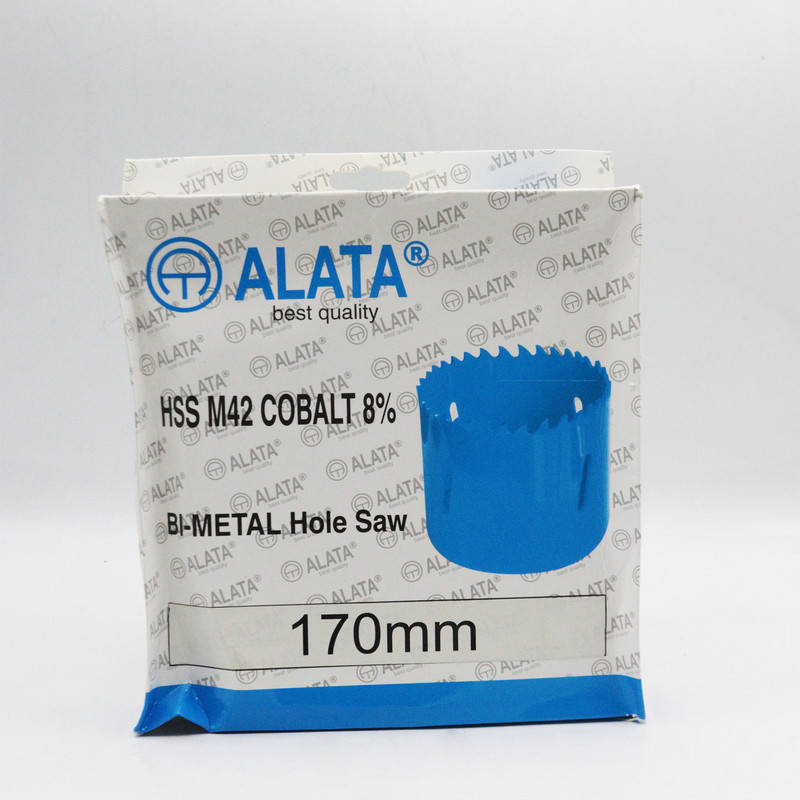 ALATA®
best quality
HSS M42 COBALT 8%
BI-METAL Hole Saw
170mm